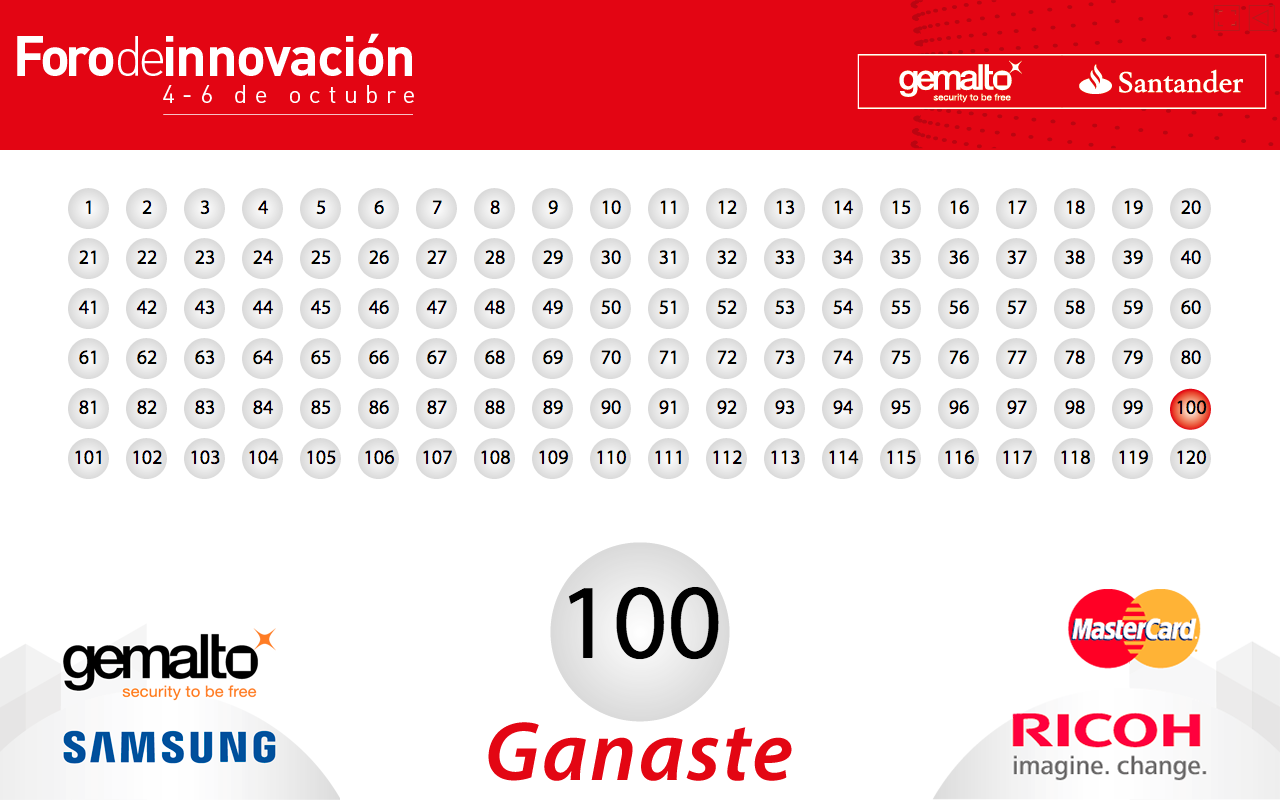 Forodeinnovación
4-6 de octubre
gemalto
security to be free
Santander
1 2 3 4 5 6 7 8 9 10 11 12 13 14 15 16 17 18 19 20
21 22 23 24 25 26 27 28 29 30 31 32 33 34 35 36 37 38 39 40
41 42 43 44 45 46 47 48 49 50 51 52 53 54 55 56 57 58 59 60
61 62 63 64 65 66 67 68 69 70 71 72 73 74 75 76 77 78 79 80
81 82 83 84 85 86 87 88 89 90 91 92 93 94 95 96 97 98 99 100
101 102 103 104 105 106 107 108 109 110 111 112 113 114 115 116 117 118 119 120
100
Ganaste
gemalto
security to be free
SAMSUNG
MasterCard
RICOH
imagine. change.